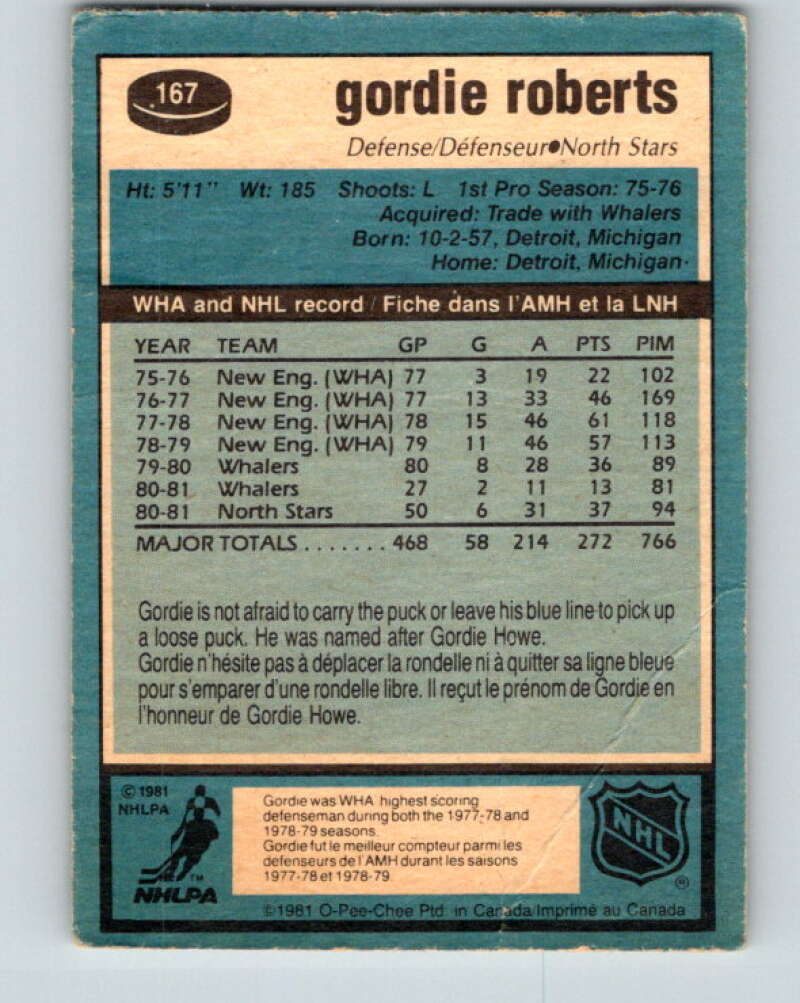 167
gordie roberts
Defense/Défenseur●North Stars
Ht: 5'11" Wt: 185 Shoots: L 1st Pro Season: 75-76
Acquired: Trade with Whalers
Born: 10-2-57, Detroit, Michigan
Home: Detroit, Michigan
WHA and NHL record / Fiche dans l'AMH et la LNH
YEAR TEAM GP G A PTS PIM
75-76 New Eng. (WHA) 77 3 19 22 102
76-77 New Eng. (WHA) 77 13 33 46 169
77-78 New Eng. (WHA) 78 15 46 61 118
78-79 New Eng. (WHA) 79 11 46 57 113
79-80 Whalers 80 8 28 36 89
80-81 Whalers 27 2 11 13 81
80-81 North Stars 50 6 31 37 94
MAJOR TOTALS ....... 468 58 214 272 766
Gordie is not afraid to carry the puck or leave his blue line to pick up
a loose puck. He was named after Gordie Howe.
Gordie n'hésite pas à déplacer la rondelle ni à quitter sa ligne bleue
pour s'emparer d'une rondelle libre. Il reçut le prénom de Gordie en
l'honneur de Gordie Howe.
© 1981
NHLPA
TM
NHLPA
Gordie was WHA highest scoring
defenseman during both the 1977-78 and
1978-79 seasons.
Gordie fut le meilleur compteur parmi les
defenseurs de l'AMH durant les saisons
1977-78 et 1978-79.
NHL
®
©1981 O-Pee-Chee Ptd. in Canada/Imprimé au Canada